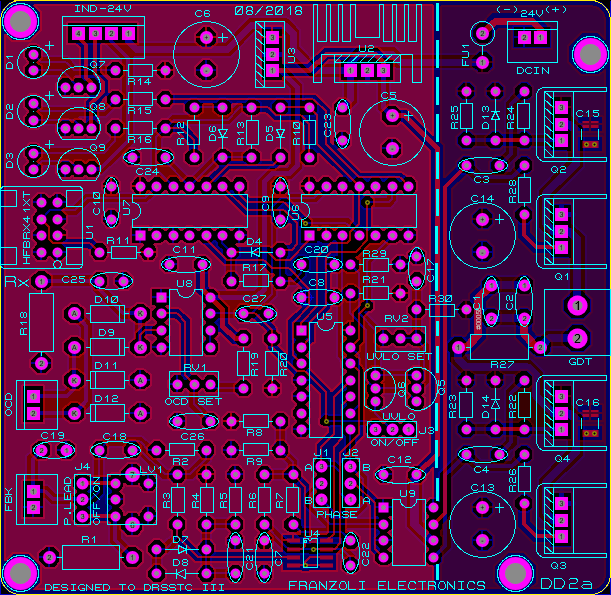 IND-24V
C6
08/2018
(-) 24V (+)
D1
Q7
U3
U2
FU1
DCIN
R14
D2
Q8
R15
C5
R25
D13
R24
C15
R16
R12
D6
R13
D5
R10
C23
D3
Q9
C24
Q2
C3
R28
HFBRX41XT
C10
U7
C9
U6
C14
U1
R11
D4
C20
R29
C17
Q1
RX
C25
C11
R17
C8
R21
D10
U8
C27
U5
R30
C1
C2
1
R18
A
K
RV2
2
D9
A
K
R19
R20
UVLO SET
R27
GDT
D11
A
K
RV1
Q6
Q5
OCD
OCD SET
R23
D14
R22
C16
D12
K
A
UVLO
J3
R8
ON/OFF
C19
C18
C26
Q4
R2
R9
C4
J4
LV1
J1
J2
C12
R26
FBK
P.LEAD
OFF/ON
R3
R4
R5
R6
R7
A
B
A
B
U9
C13
PHASE
R1
D7
U4
D8
C21
C7
C22
Q3
DESIGNED TO DRSSTC III
FRANZOLI ELECTRONICS
DD2a